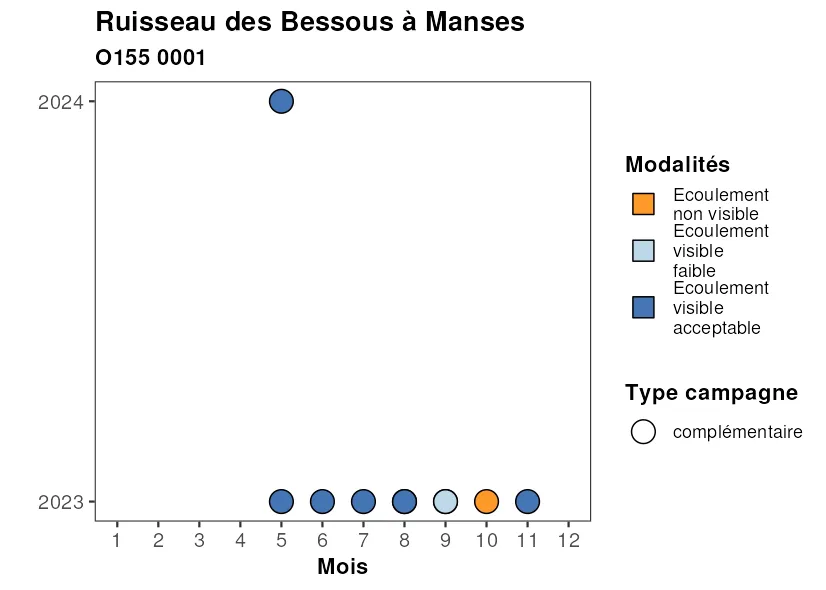 Ruisseau des Bessous à Manses
O155 0001
2024
2023
1 2 3 4 5 6 7 8 9 10 11 12
Mois
Modalités
Ecoulement
non visible
Ecoulement
visible
faible
Ecoulement
visible
acceptable
Type campagne
complémentaire